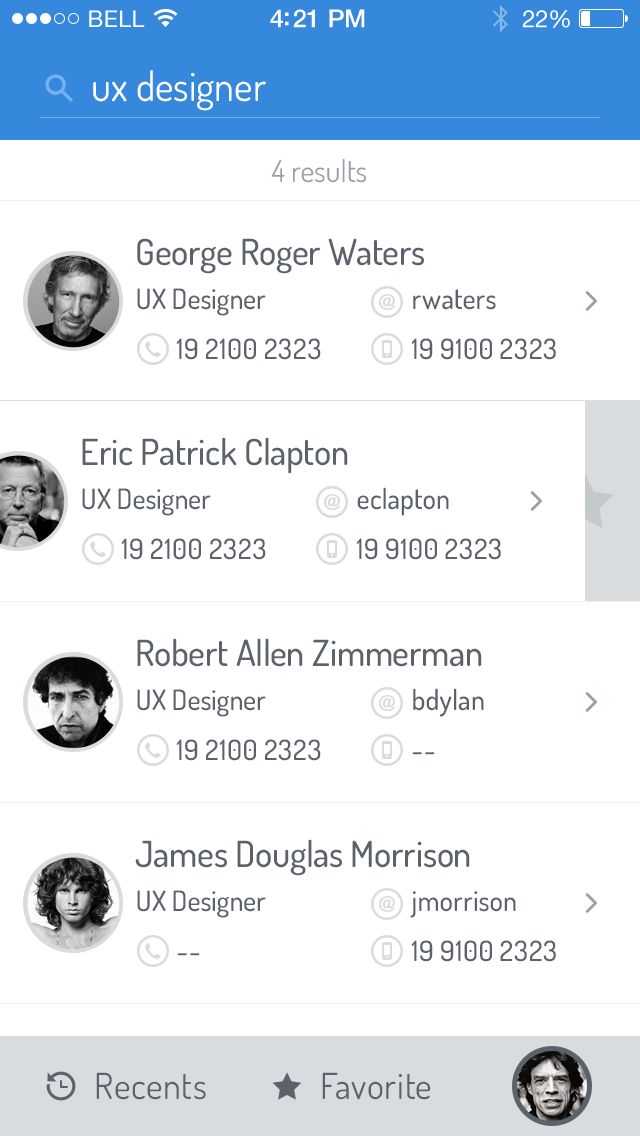 BELL 4:21 PM 22%
ux designer
4 results
George Roger Waters
UX Designer @ rwaters
19 2100 2323 19 9100 2323
Eric Patrick Clapton
UX Designer @ eclapton
19 2100 2323 19 9100 2323
Robert Allen Zimmerman
UX Designer @ bdylan
19 2100 2323 --
James Douglas Morrison
UX Designer @ jmorrison
-- 19 9100 2323
Recents Favorite